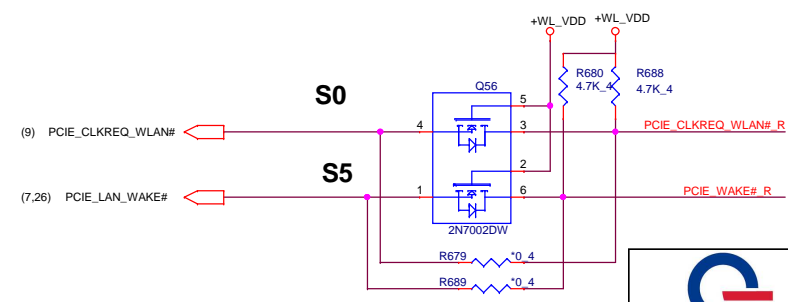 +WL_VDD +WL_VDD
Q56 R680 R688
4.7K_4 4.7K_4
S0
5
(9) PCIE_CLKREQ_WLAN# 4 3 PCIE_CLKREQ_WLAN#_R
S5 2
(7,26) PCIE_LAN_WAKE# 1 6 PCIE_WAKE#_R
2N7002DW
R679 *0_4
R689 *0_4